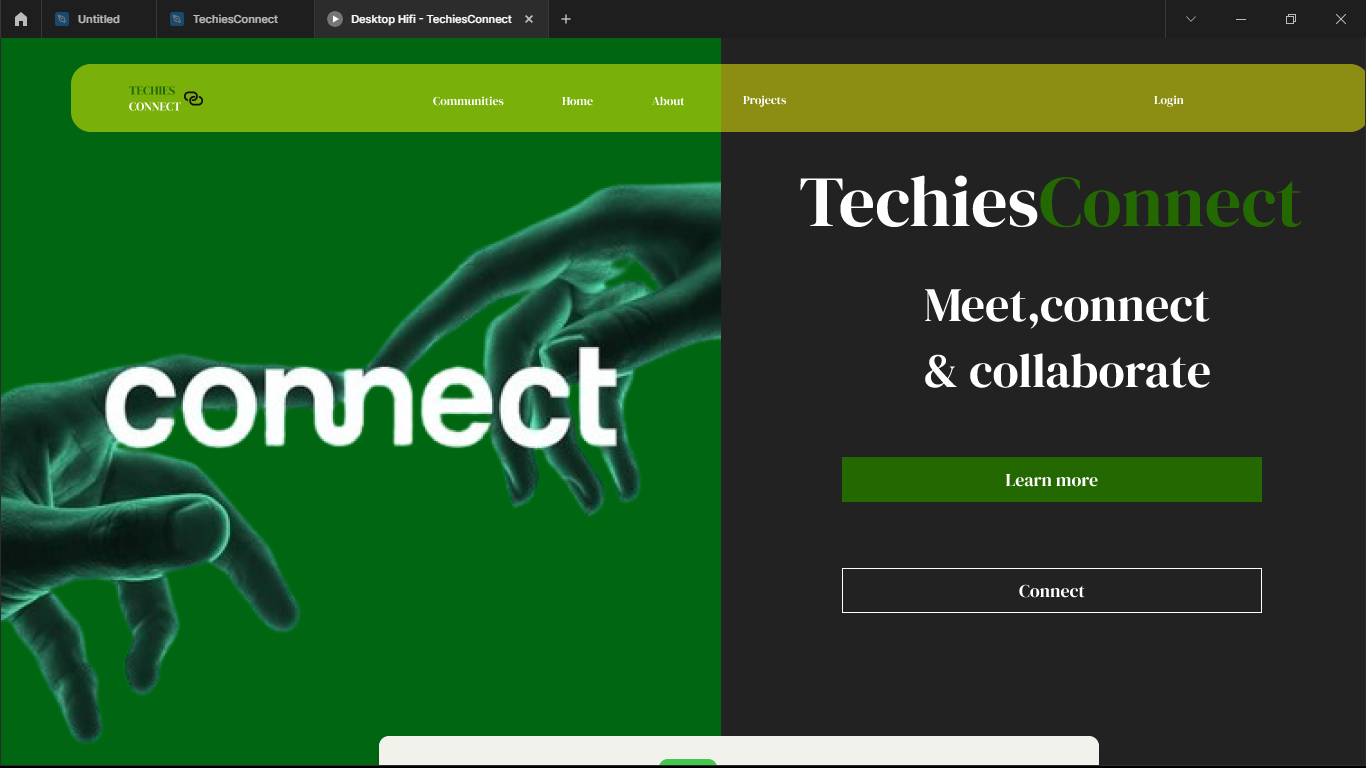 Untitled
TechiesConnect
Desktop Hifi - TechiesConnect
TECHIES
CONNECT
Communities
Home
About
Projects
Login
connect
TechiesConnect
Meet,connect
& collaborate
Learn more
Connect